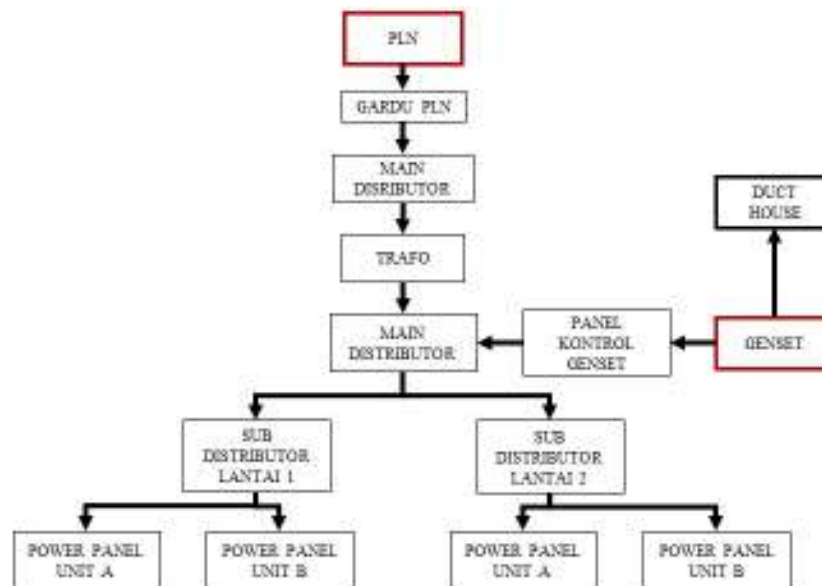 PLN
GARDU PLN
MAIN
DISRIBUTOR
DUCT
HOUSE
TRAFO
MAIN
DISTRIBUTOR
PANEL
KONTROL
GENSET
GENSET
SUB
DISTRIBUTOR
LANTAI 1
SUB
DISTRIBUTOR
LANTAI 2
POWER PANEL
UNIT A
POWER PANEL
UNIT B
POWER PANEL
UNIT A
POWER PANEL
UNIT B